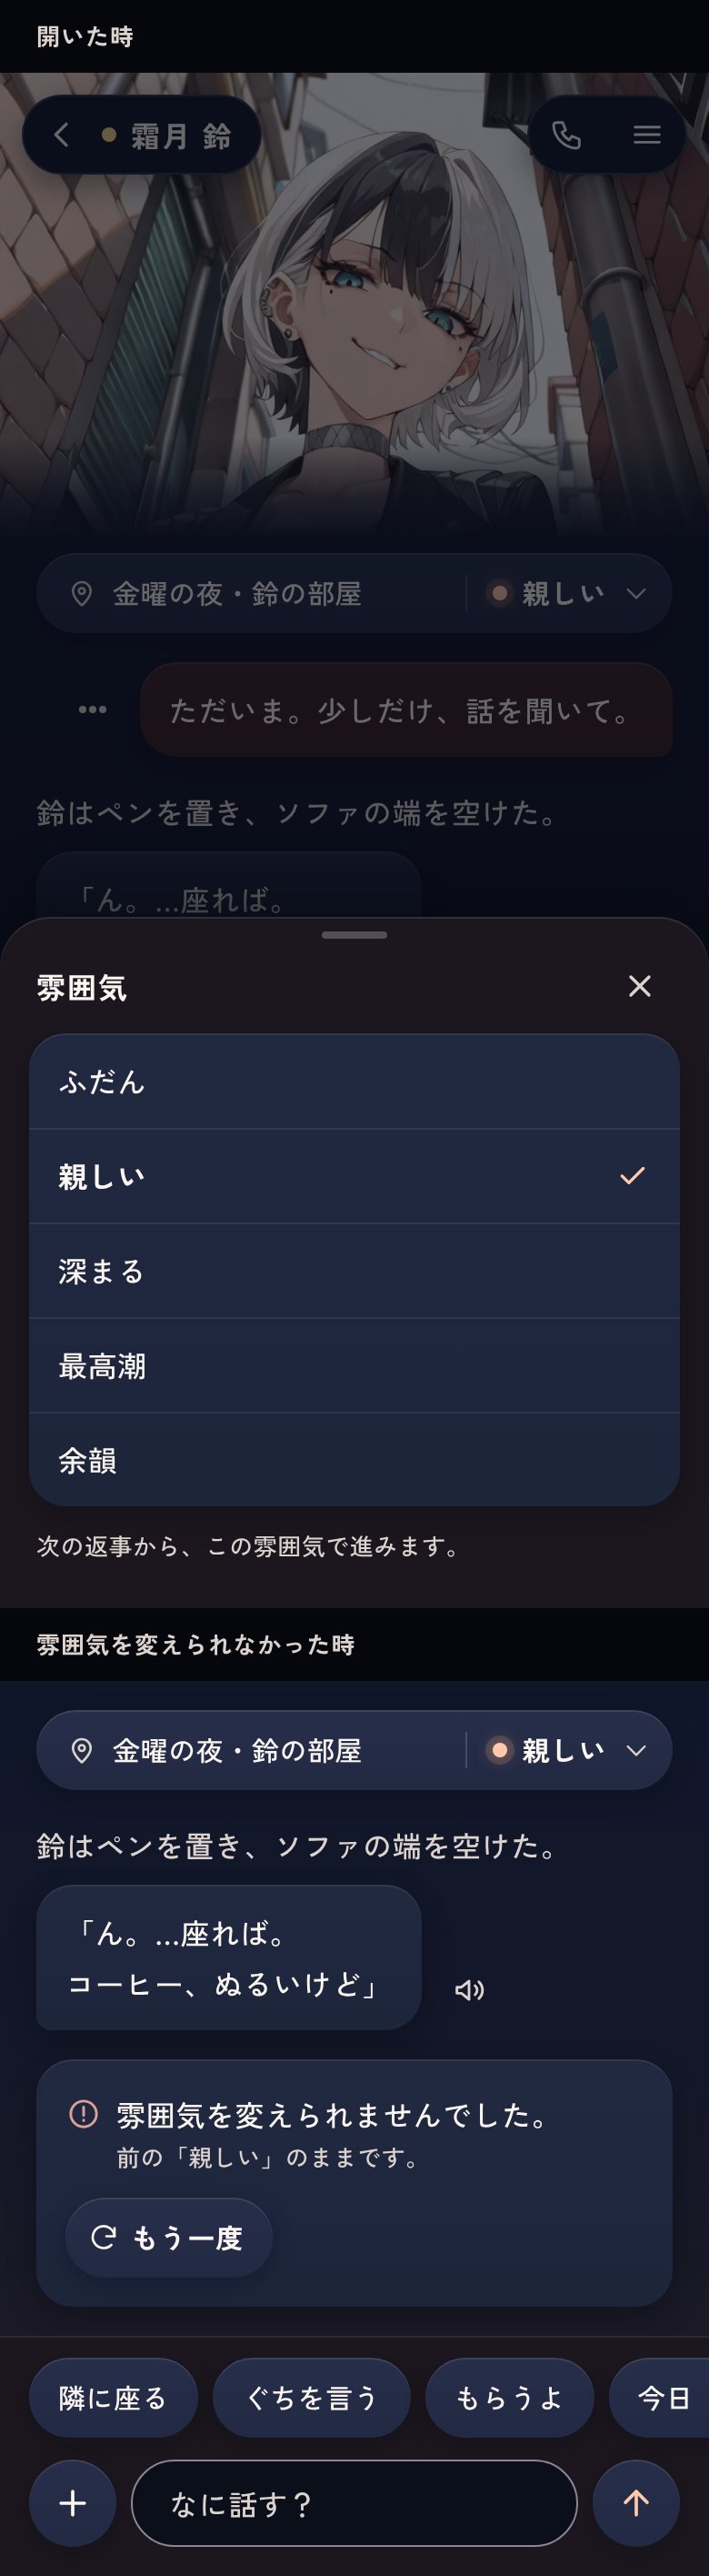 開いた時
霜月 鈴
金曜の夜・鈴の部屋
親しい
ただいま。少しだけ、話を聞いて。
鈴はペンを置き、ソファの端を空けた。
「ん。…座れば。
雰囲気
ふだん
親しい
深まる
最高潮
余韻
次の返事から、この雰囲気で進みます。
雰囲気を変えられなかった時
金曜の夜・鈴の部屋
親しい
鈴はペンを置き、ソファの端を空けた。
「ん。…座れば。
コーヒー、ぬるいけど」
雰囲気を変えられませんでした。
前の「親しい」のままです。
もう一度
隣に座る
ぐちを言う
もらうよ
今日
なに話す？